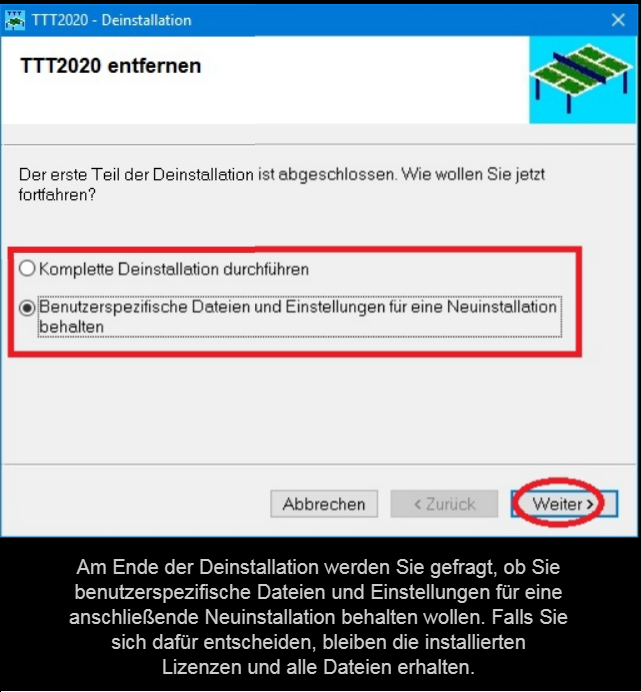 TTT2020 - Deinstallation
TTT2020 entfernen
Der erste Teil der Deinstallation ist abgeschlossen. Wie wollen Sie jetzt
fortfahren?
Komplette Deinstallation durchführen
Benutzerspezifische Dateien und Einstellungen für eine Neuinstallation
behalten
Abbrechen
< Zurück
Weiter >
Am Ende der Deinstallation werden Sie gefragt, ob Sie
benutzerspezifische Dateien und Einstellungen für eine
anschließende Neuinstallation behalten wollen. Falls Sie
sich dafür entscheiden, bleiben die installierten
Lizenzen und alle Dateien erhalten.